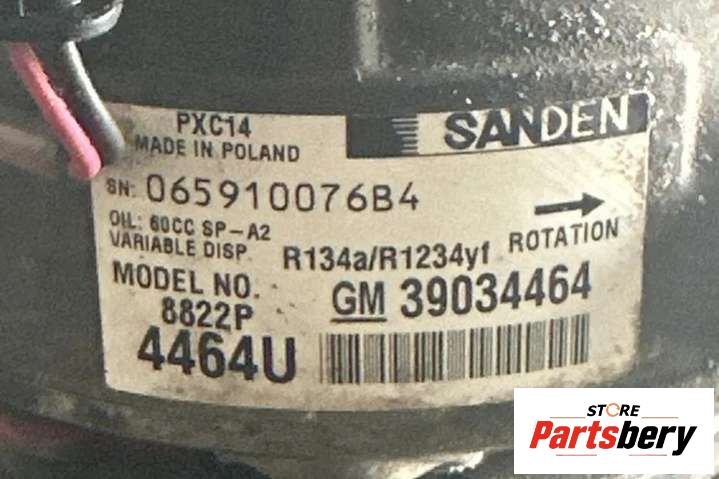 PXC14
MADE IN POLAND
SANDEN
SN: 065910076B4
OIL: 60CC SP-A2
VARIABLE DISP.
R134a/R1234yf
ROTATION
MODEL NO.
8822P
GM 39034464
4464U
STORE
Partsbery